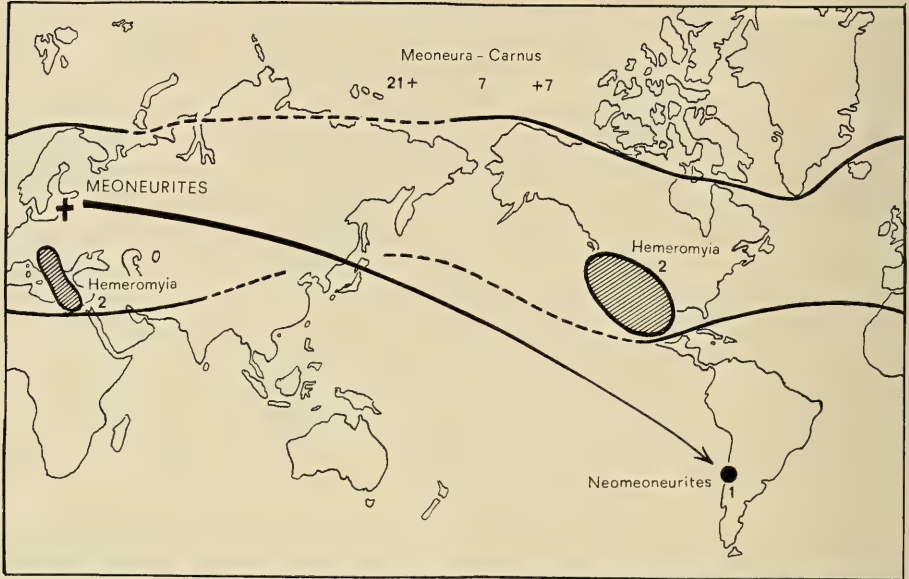 Meoneura - Carnus
21+ 7 +7
MEONEURITES
Hemeromyia
2
Hemeromyia
2
Neomeoneurites
1